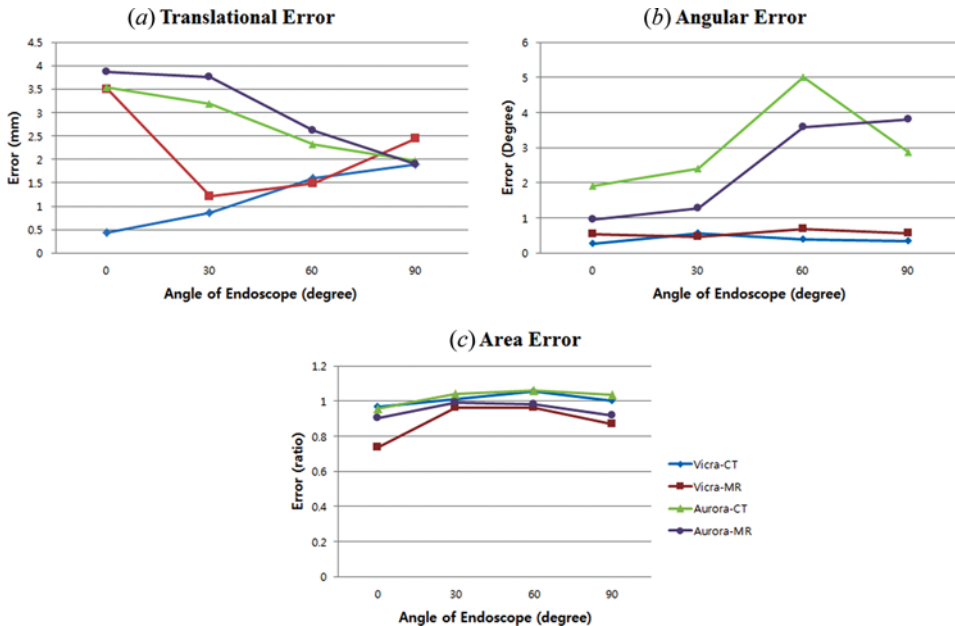 (a) Translational Error
4.5
4
3.5
3
2.5
2
1.5
1
0.5
0
Error (mm)
0 30 60 90
Angle of Endoscope (degree)
(b) Angular Error
6
5
4
3
2
1
0
Error (Degree)
0 30 60 90
Angle of Endoscope (degree)
(c) Area Error
1.2
1
0.8
0.6
0.4
0.2
0
Error (ratio)
0 30 60 90
Angle of Endoscope (degree)
Vicra-CT
Vicra-MR
Aurora-CT
Aurora-MR